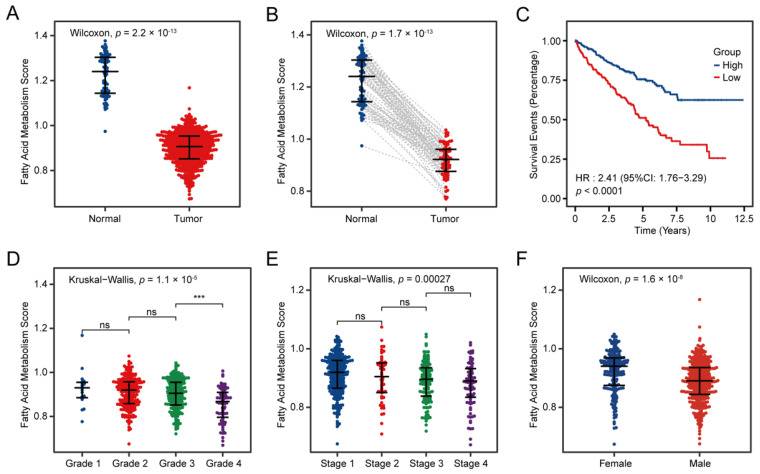 A
Wilcoxon, p = 2.2 × 10-13
Fatty Acid Metabolism Score
1.4
1.2
1.0
0.8
Normal
Tumor
B
Wilcoxon, p = 1.7 × 10-13
Fatty Acid Metabolism Score
1.4
1.2
1.0
0.8
Normal
Tumor
C
Survival Events (Percentage)
1.00
0.75
0.50
0.25
0.00
Group
High
Low
HR : 2.41 (95%CI: 1.76−3.29)
p < 0.0001
0
2.5
5
7.5
10
12.5
Time (Years)
D
Kruskal−Wallis, p = 1.1 × 10-5
Fatty Acid Metabolism Score
1.4
1.2
1.0
0.8
ns
ns
***
Grade 1
Grade 2
Grade 3
Grade 4
E
Kruskal−Wallis, p = 0.00027
Fatty Acid Metabolism Score
1.2
1.0
0.8
ns
ns
ns
Stage 1
Stage 2
Stage 3
Stage 4
F
Wilcoxon, p = 1.6 × 10-8
Fatty Acid Metabolism Score
1.2
1.0
0.8
Female
Male